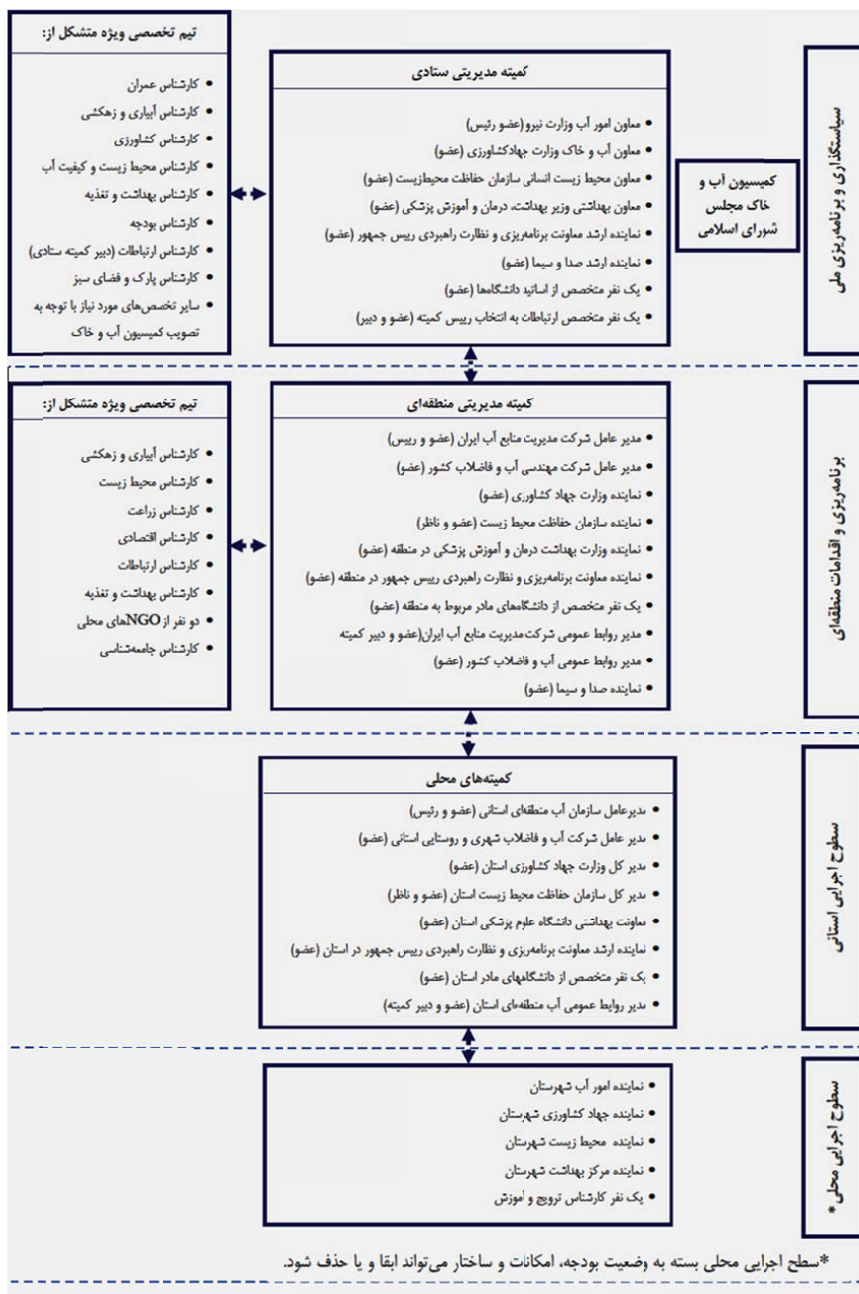 سیاستگذاری و برنامه‌ریزی ملی
کمیسیون آب و
خاک مجلس
شورای اسلامی
کمیته مدیریتی ستادی
● معاون امور آب وزارت نیرو(عضو رئیس)
● معاون آب و خاک وزارت جهادکشاورزی (عضو)
● معاون محیط زیست انسانی سازمان حفاظت محیط‌زیست (عضو)
● معاون بهداشتی وزیر بهداشت، درمان و آموزش پزشکی (عضو)
● نماینده ارشد معاونت برنامه‌ریزی و نظارت راهبردی رییس جمهور (عضو)
● نماینده ارشد صدا و سیما (عضو)
● یک نفر متخصص از اساتید دانشگاه‌ها (عضو)
● یک نفر متخصص ارتباطات به انتخاب رییس کمیته (عضو و دبیر)
تیم تخصصی ویژه متشکل از:
● کارشناس عمران
● کارشناس آبیاری و زهکشی
● کارشناس کشاورزی
● کارشناس محیط زیست و کیفیت آب
● کارشناس بهداشت و تغذیه
● کارشناس بودجه
● کارشناس ارتباطات (دبیر کمیته ستادی)
● کارشناس پارک و فضای سبز
● سایر تخصص‌های مورد نیاز با توجه به
تصویب کمیسیون آب و خاک
برنامه‌ریزی و اقدامات منطقه‌ای
کمیته مدیریتی منطقه‌ای
● مدیر عامل شرکت مدیریت منابع آب ایران (عضو و رییس)
● مدیر عامل شرکت مهندسی آب و فاضلاب کشور (عضو)
● نماینده وزارت جهاد کشاورزی (عضو)
● نماینده سازمان حفاظت محیط زیست (عضو و ناظر)
● نماینده وزارت بهداشت درمان و آموزش پزشکی در منطقه (عضو)
● نماینده معاونت برنامه‌ریزی و نظارت راهبردی رییس جمهور در منطقه (عضو)
● یک نفر متخصص از دانشگاه‌های مادر مربوط به منطقه (عضو)
● مدیر روابط عمومی شرکت مدیریت منابع آب ایران(عضو و دبیر کمیته
● مدیر روابط عمومی آب و فاضلاب کشور (عضو)
● نماینده صدا و سیما (عضو)
تیم تخصصی ویژه متشکل از:
● کارشناس آبیاری و زهکشی
● کارشناس محیط زیست
● کارشناس زراعت
● کارشناس اقتصادی
● کارشناس ارتباطات
● کارشناس بهداشت و تغذیه
● دو نفر از NGOهای محلی
● کارشناس جامعه‌شناسی
سطوح اجرایی استانی
کمیته‌های محلی
● مدیرعامل سازمان آب منطقه‌ای استانی (عضو و رئیس)
● مدیر عامل شرکت آب و فاضلاب شهری و روستایی استانی (عضو)
● مدیر کل وزارت جهاد کشاورزی استان (عضو)
● مدیر کل سازمان حفاظت محیط زیست استان (عضو و ناظر)
● معاونت بهداشتی دانشگاه علوم پزشکی استان (عضو)
● نماینده ارشد معاونت برنامه‌ریزی و نظارت راهبردی رییس جمهور در استان (عضو)
● یک نفر متخصص از دانشگاههای مادر استان (عضو)
● مدیر روابط عمومی آب منطقه‌ای استان (عضو و دبیر کمیته)
سطوح اجرایی محلی*
● نماینده امور آب شهرستان
● نماینده جهاد کشاورزی شهرستان
● نماینده محیط زیست شهرستان
● نماینده مرکز بهداشت شهرستان
● یک نفر کارشناس ترویج و آموزش
*سطح اجرایی محلی بسته به وضعیت بودجه، امکانات و ساختار می‌تواند ابقا و یا حذف شود.